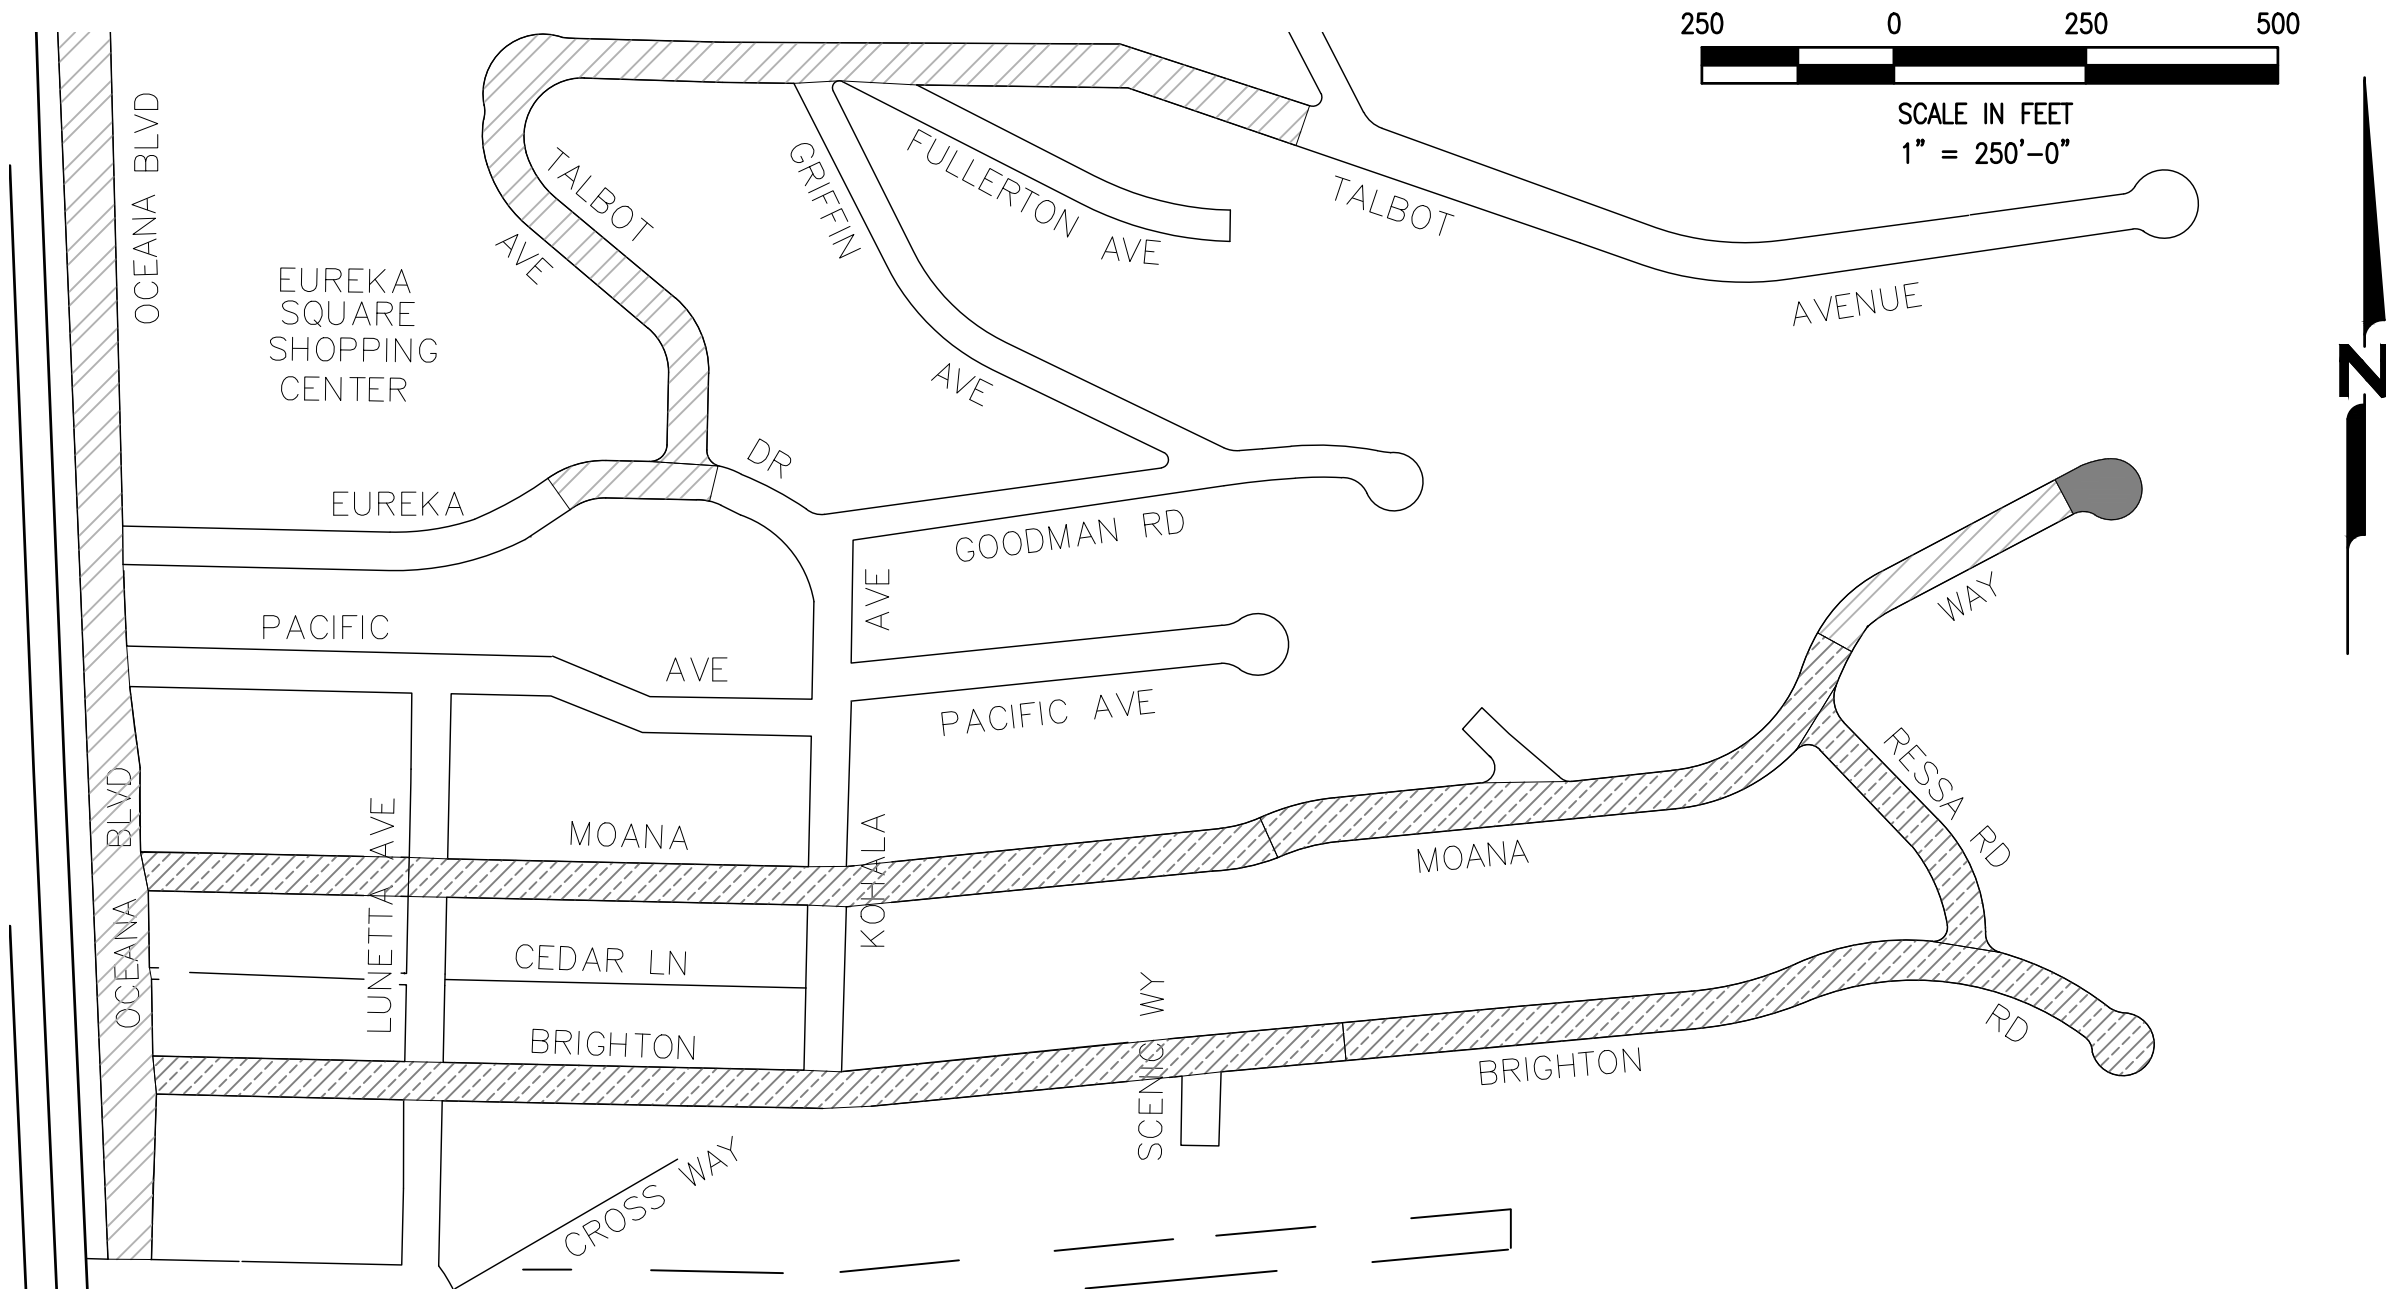 250 0 250 500
SCALE IN FEET
1" = 250'-0"
N
OCEANA BLVD
TALBOT
AVE
GRIFFIN
AVE
FULLERTON AVE
TALBOT
AVENUE
EUREKA
SQUARE
SHOPPING
CENTER
EUREKA
DR
GOODMAN RD
AVE
PACIFIC
AVE
PACIFIC AVE
WAY
RESSA RD
OCEANA BLVD
LUNETTA AVE
MOANA
KOHALA
MOANA
CEDAR LN
BRIGHTON
SCENIC WY
BRIGHTON
RD
CROSS WAY